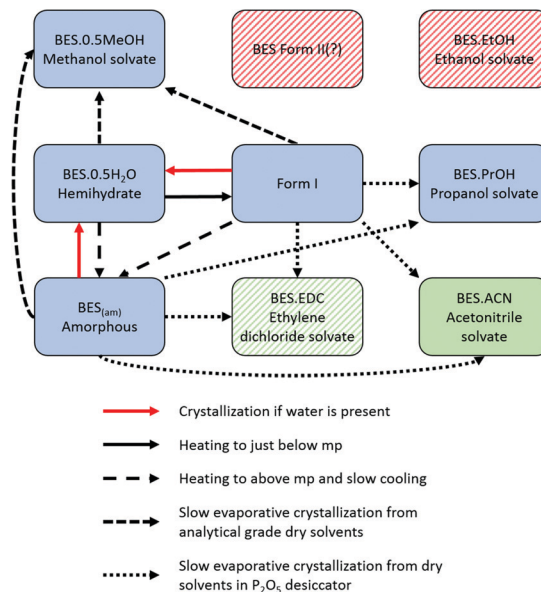 BES.0.5MeOH
Methanol solvate
BES Form II(?)
BES.EtOH
Ethanol solvate
BES.0.5H₂O
Hemihydrate
Form I
BES.PrOH
Propanol solvate
BES(am)
Amorphous
BES.EDC
Ethylene
dichloride solvate
BES.ACN
Acetonitrile
solvate
Crystallization if water is present
Heating to just below mp
Heating to above mp and slow cooling
Slow evaporative crystallization from
analytical grade dry solvents
Slow evaporative crystallization from dry
solvents in P₂O₅ desiccator